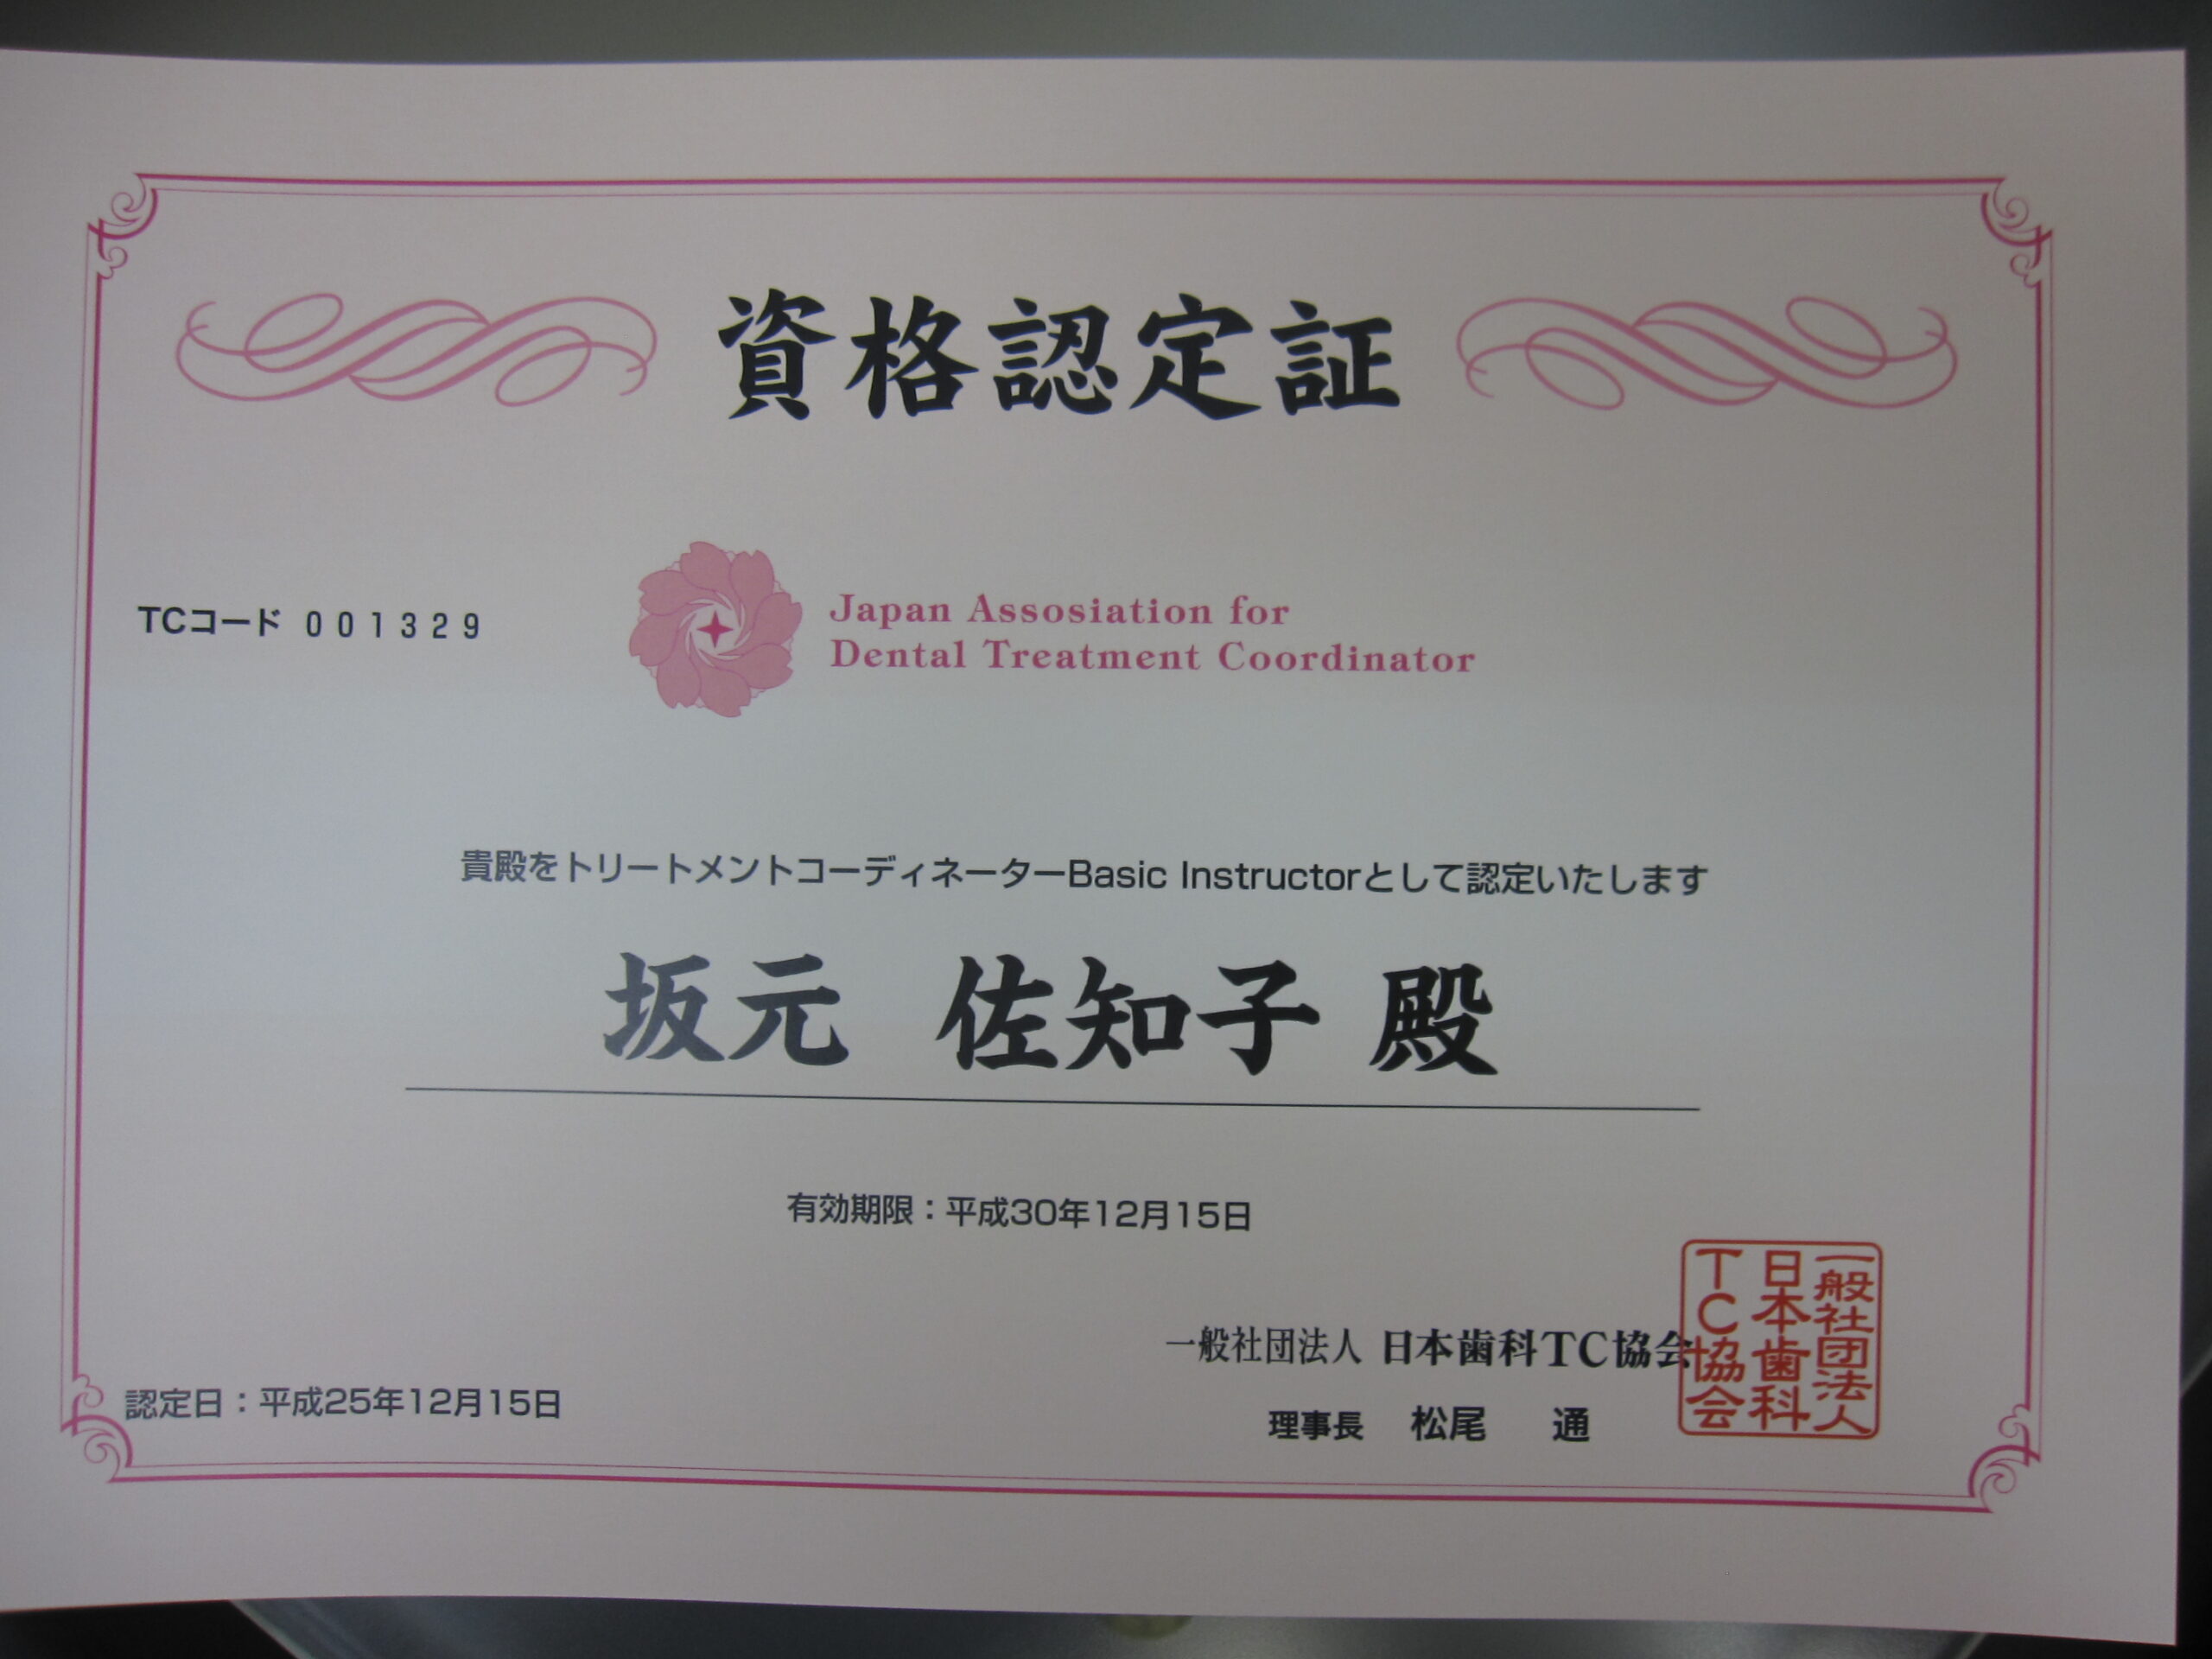 資格認定証
TCコード 001329
Japan Assosiation for
Dental Treatment Coordinator
貴殿をトリートメントコーディネーターBasic Instructorとして認定いたします
坂元 佐知子 殿
有効期限：平成30年12月15日
一般社団法人 日本歯科TC協会
理事長 松尾 通
認定日：平成25年12月15日
一般社団法人
日本歯科
TC協会